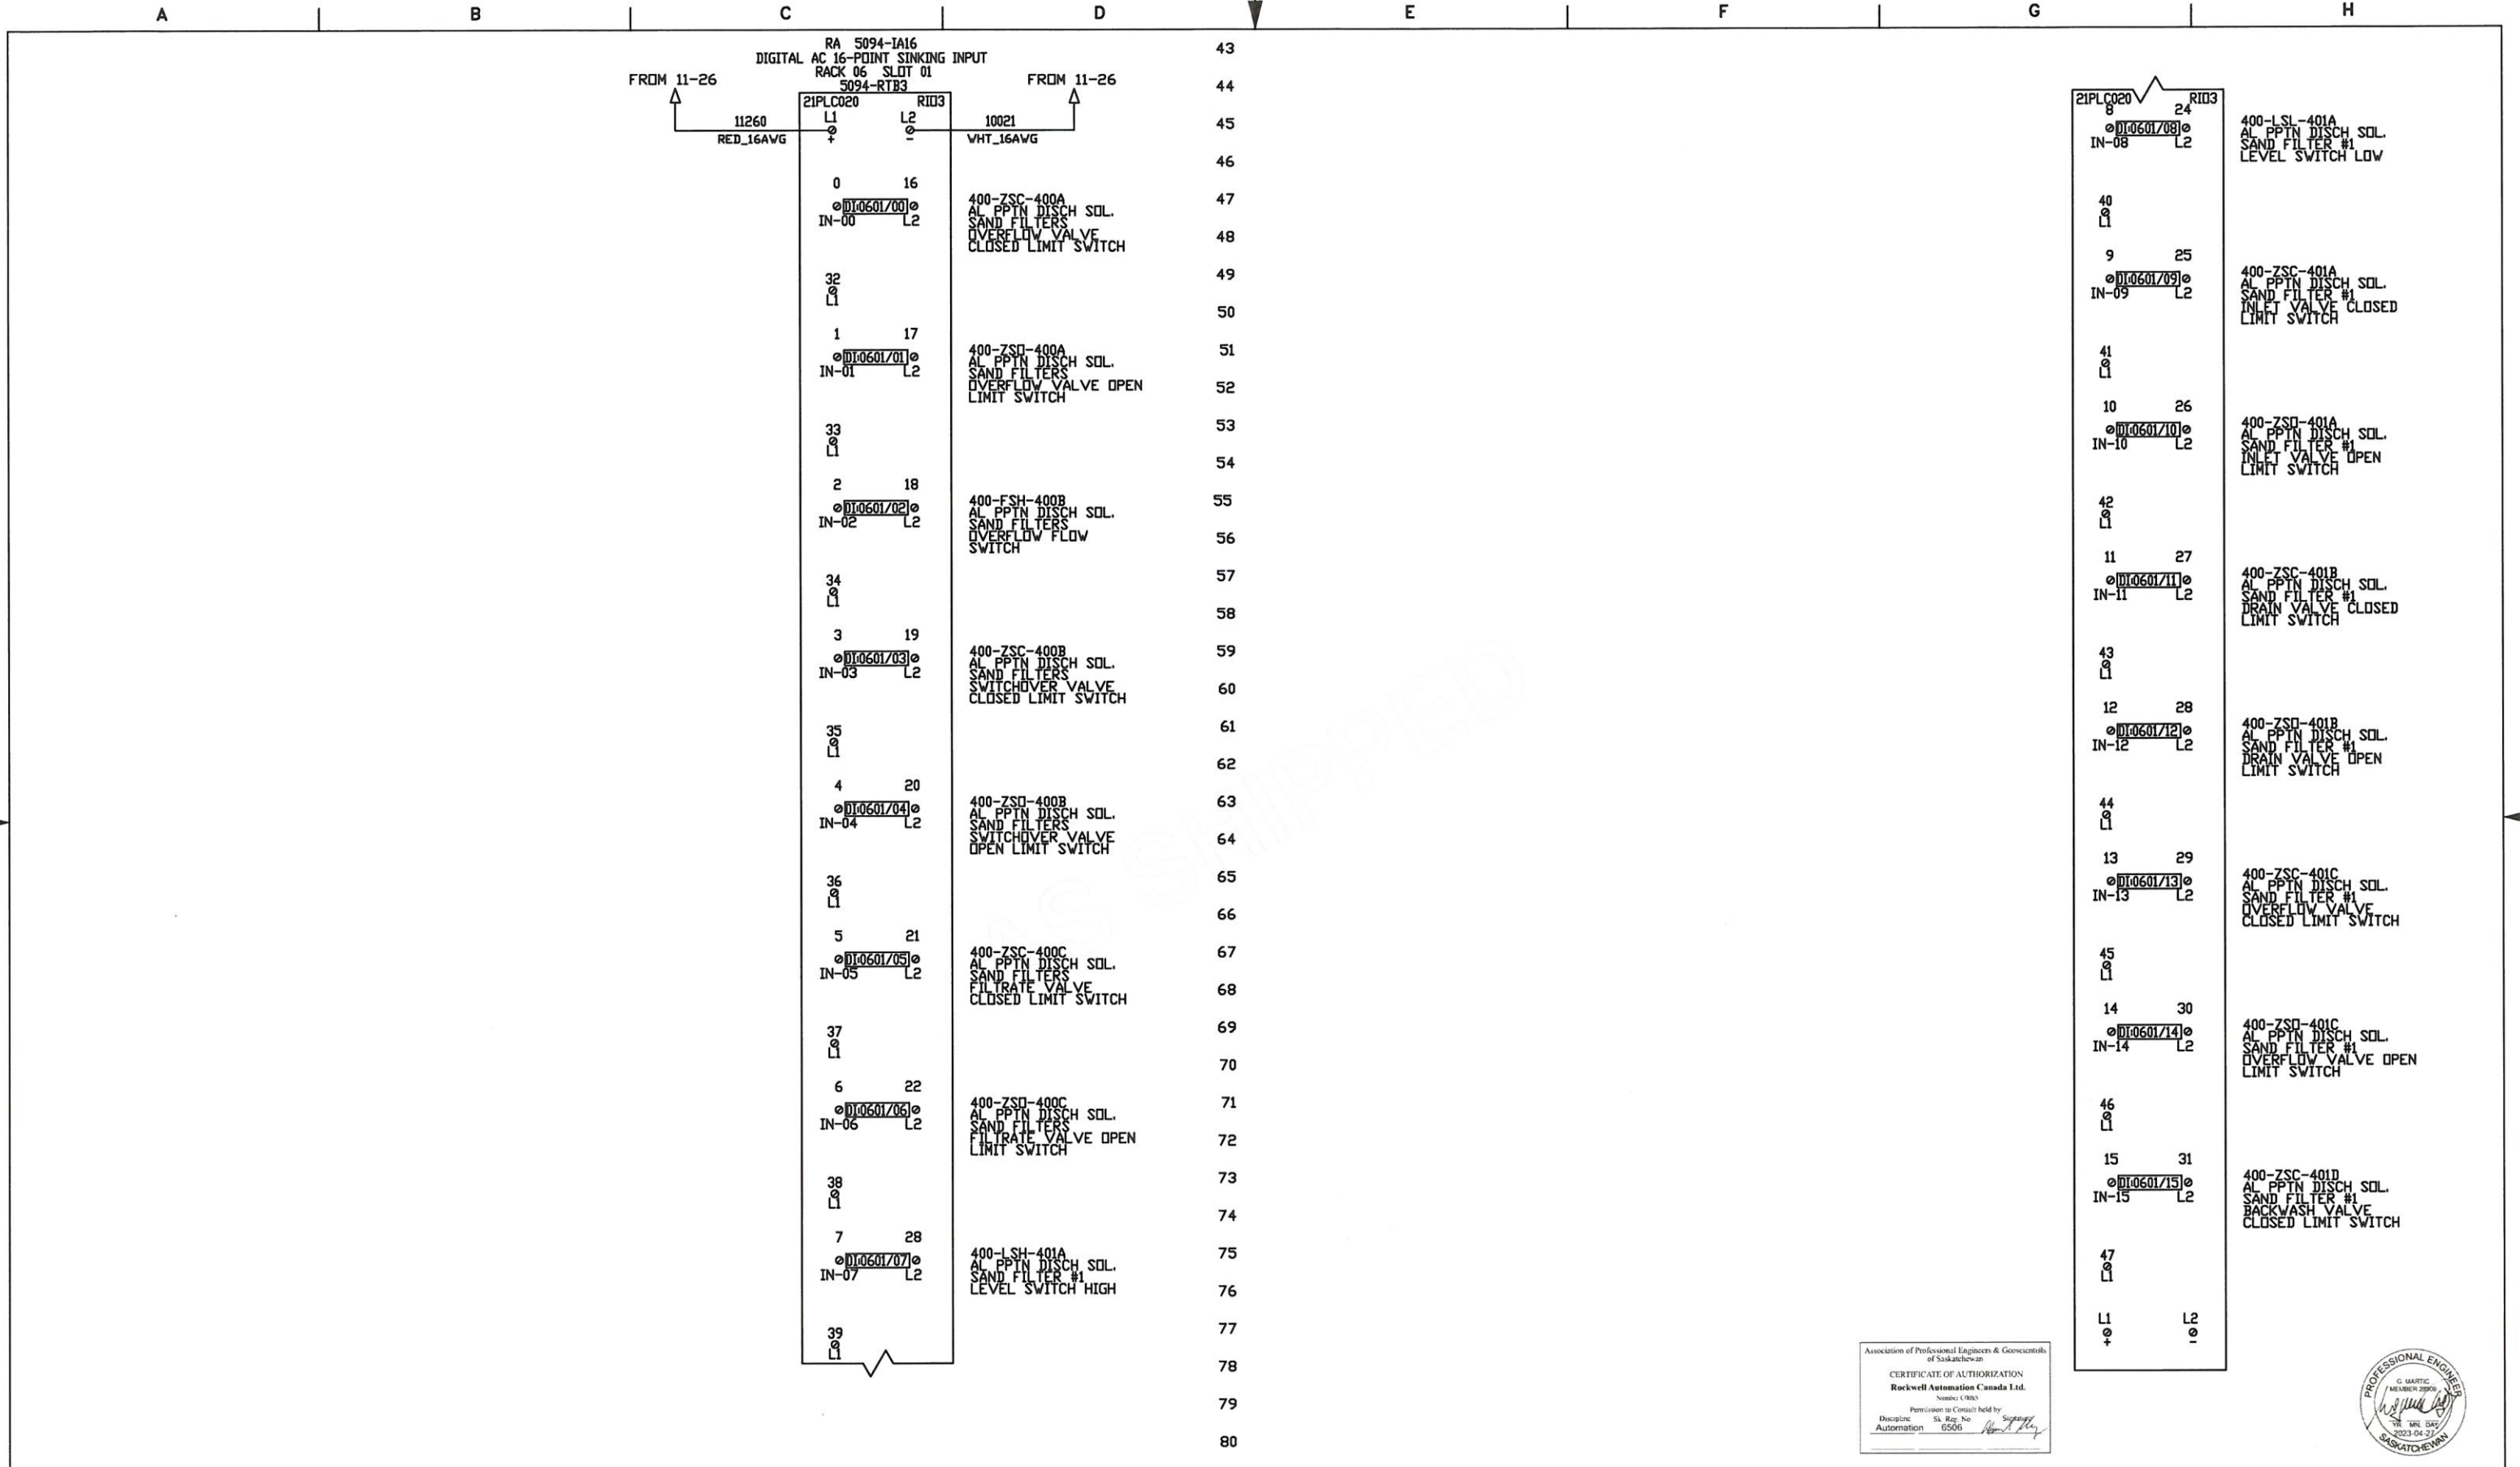 A B C D E F G H
RA 5094-IA16
DIGITAL AC 16-POINT SINKING INPUT
RACK 06 SLOT 01
5094-RTB3
FROM 11-26
FROM 11-26
21PLC020 RIO3
L1 L2
11260
RED_16AWG
10021
WHT_16AWG
+ -
0 16
DI:0601/00
IN-00 L2
400-ZSC-400A
AL PPTN DISCH SOL.
SAND FILTERS
OVERFLOW VALVE
CLOSED LIMIT SWITCH
32
L1
1 17
DI:0601/01
IN-01 L2
400-ZSO-400A
AL PPTN DISCH SOL.
SAND FILTERS
OVERFLOW VALVE OPEN
LIMIT SWITCH
33
L1
2 18
DI:0601/02
IN-02 L2
400-FSH-400B
AL PPTN DISCH SOL.
SAND FILTERS
OVERFLOW FLOW
SWITCH
34
L1
3 19
DI:0601/03
IN-03 L2
400-ZSC-400B
AL PPTN DISCH SOL.
SAND FILTERS
SWITCHOVER VALVE
CLOSED LIMIT SWITCH
35
L1
4 20
DI:0601/04
IN-04 L2
400-ZSO-400B
AL PPTN DISCH SOL.
SAND FILTERS
SWITCHOVER VALVE
OPEN LIMIT SWITCH
36
L1
5 21
DI:0601/05
IN-05 L2
400-ZSC-400C
AL PPTN DISCH SOL.
SAND FILTERS
FILTRATE VALVE
CLOSED LIMIT SWITCH
37
L1
6 22
DI:0601/06
IN-06 L2
400-ZSO-400C
AL PPTN DISCH SOL.
SAND FILTERS
FILTRATE VALVE OPEN
LIMIT SWITCH
38
L1
7 28
DI:0601/07
IN-07 L2
400-LSH-401A
AL PPTN DISCH SOL.
SAND FILTER #1
LEVEL SWITCH HIGH
39
L1
43
44
45
46
47
48
49
50
51
52
53
54
55
56
57
58
59
60
61
62
63
64
65
66
67
68
69
70
71
72
73
74
75
76
77
78
79
80
AS SHIPPED
21PLC020 RIO3
8 24
DI:0601/08
IN-08 L2
400-LSL-401A
AL PPTN DISCH SOL.
SAND FILTER #1
LEVEL SWITCH LOW
40
L1
9 25
DI:0601/09
IN-09 L2
400-ZSC-401A
AL PPTN DISCH SOL.
SAND FILTER #1
INLET VALVE CLOSED
LIMIT SWITCH
41
L1
10 26
DI:0601/10
IN-10 L2
400-ZSO-401A
AL PPTN DISCH SOL.
SAND FILTER #1
INLET VALVE OPEN
LIMIT SWITCH
42
L1
11 27
DI:0601/11
IN-11 L2
400-ZSC-401B
AL PPTN DISCH SOL.
SAND FILTER #1
DRAIN VALVE CLOSED
LIMIT SWITCH
43
L1
12 28
DI:0601/12
IN-12 L2
400-ZSO-401B
AL PPTN DISCH SOL.
SAND FILTER #1
DRAIN VALVE OPEN
LIMIT SWITCH
44
L1
13 29
DI:0601/13
IN-13 L2
400-ZSC-401C
AL PPTN DISCH SOL.
SAND FILTER #1
OVERFLOW VALVE
CLOSED LIMIT SWITCH
45
L1
14 30
DI:0601/14
IN-14 L2
400-ZSO-401C
AL PPTN DISCH SOL.
SAND FILTER #1
OVERFLOW VALVE OPEN
LIMIT SWITCH
46
L1
15 31
DI:0601/15
IN-15 L2
400-ZSC-401D
AL PPTN DISCH SOL.
SAND FILTER #1
BACKWASH VALVE
CLOSED LIMIT SWITCH
47
L1
L1 L2
+ -
Association of Professional Engineers & Geoscientists
of Saskatchewan
CERTIFICATE OF AUTHORIZATION
Rockwell Automation Canada Ltd.
Number
Permission to Consult held by
Discipline Sk. Reg. No Signature
Automation 6506
PROFESSIONAL ENGINEER
G. MARTIC
MEMBER
YR. MN. DAY
2023-04-27
SASKATCHEWAN